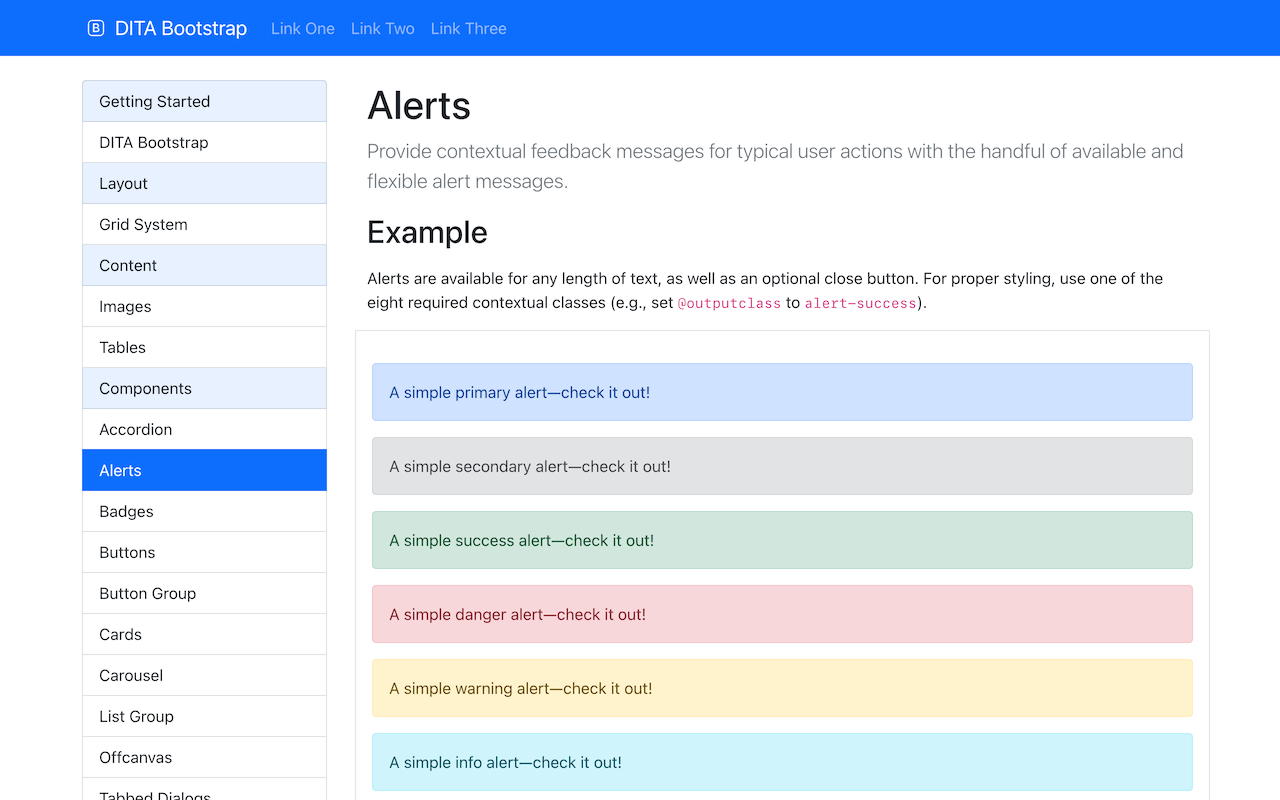 B DITA Bootstrap Link One Link Two Link Three
Getting Started
DITA Bootstrap
Layout
Grid System
Content
Images
Tables
Components
Accordion
Alerts
Badges
Buttons
Button Group
Cards
Carousel
List Group
Offcanvas
Tabbed Dialogs
Alerts
Provide contextual feedback messages for typical user actions with the handful of available and
flexible alert messages.
Example
Alerts are available for any length of text, as well as an optional close button. For proper styling, use one of the
eight required contextual classes (e.g., set @outputclass to alert-success).
A simple primary alert—check it out!
A simple secondary alert—check it out!
A simple success alert—check it out!
A simple danger alert—check it out!
A simple warning alert—check it out!
A simple info alert—check it out!